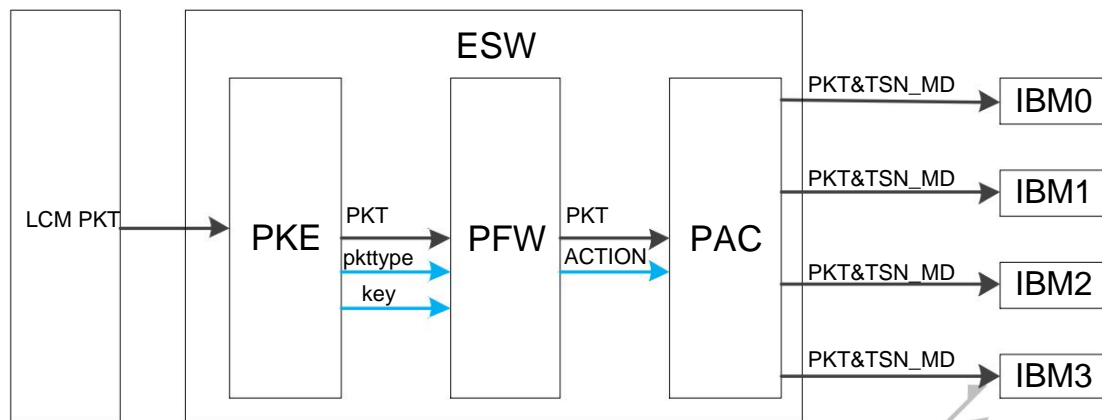 ESW
LCM PKT
PKE
PKT
pkttype
key
PFW
PKT
ACTION
PAC
PKT&TSN_MD
IBM0
PKT&TSN_MD
IBM1
PKT&TSN_MD
IBM2
PKT&TSN_MD
IBM3